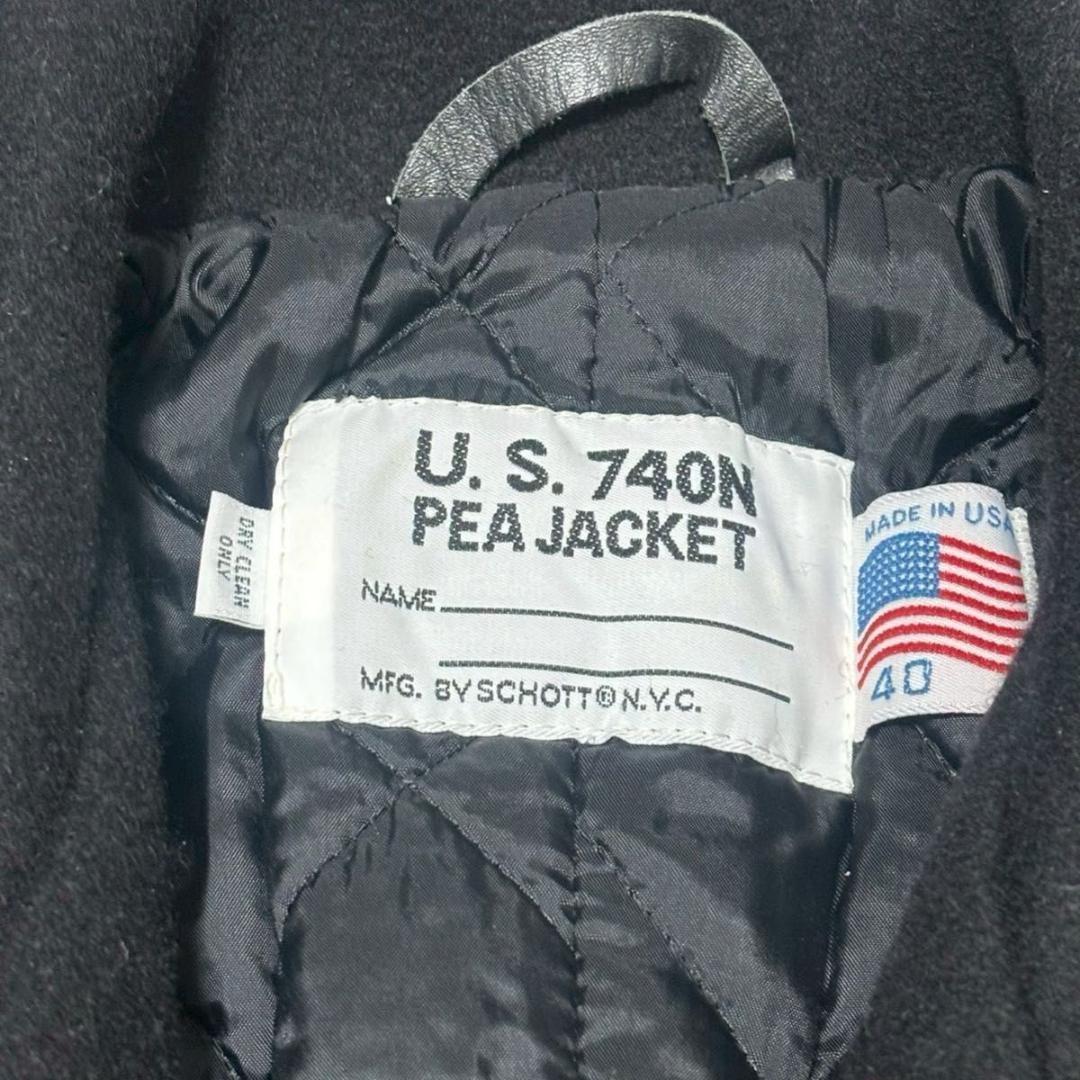 U. S. 740N
PEA JACKET
NAME
MFG. BY SCHOTT® N.Y.C.
DRY CLEAN
ONLY
MADE IN USA
40